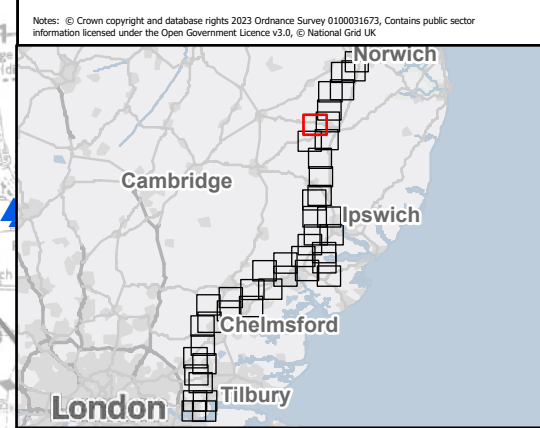 Notes: © Crown copyright and database rights 2023 Ordnance Survey 0100031673, Contains public sector
information licensed under the Open Government Licence v3.0, © National Grid UK
Norwich
Cambridge
Ipswich
Chelmsford
Tilbury
London